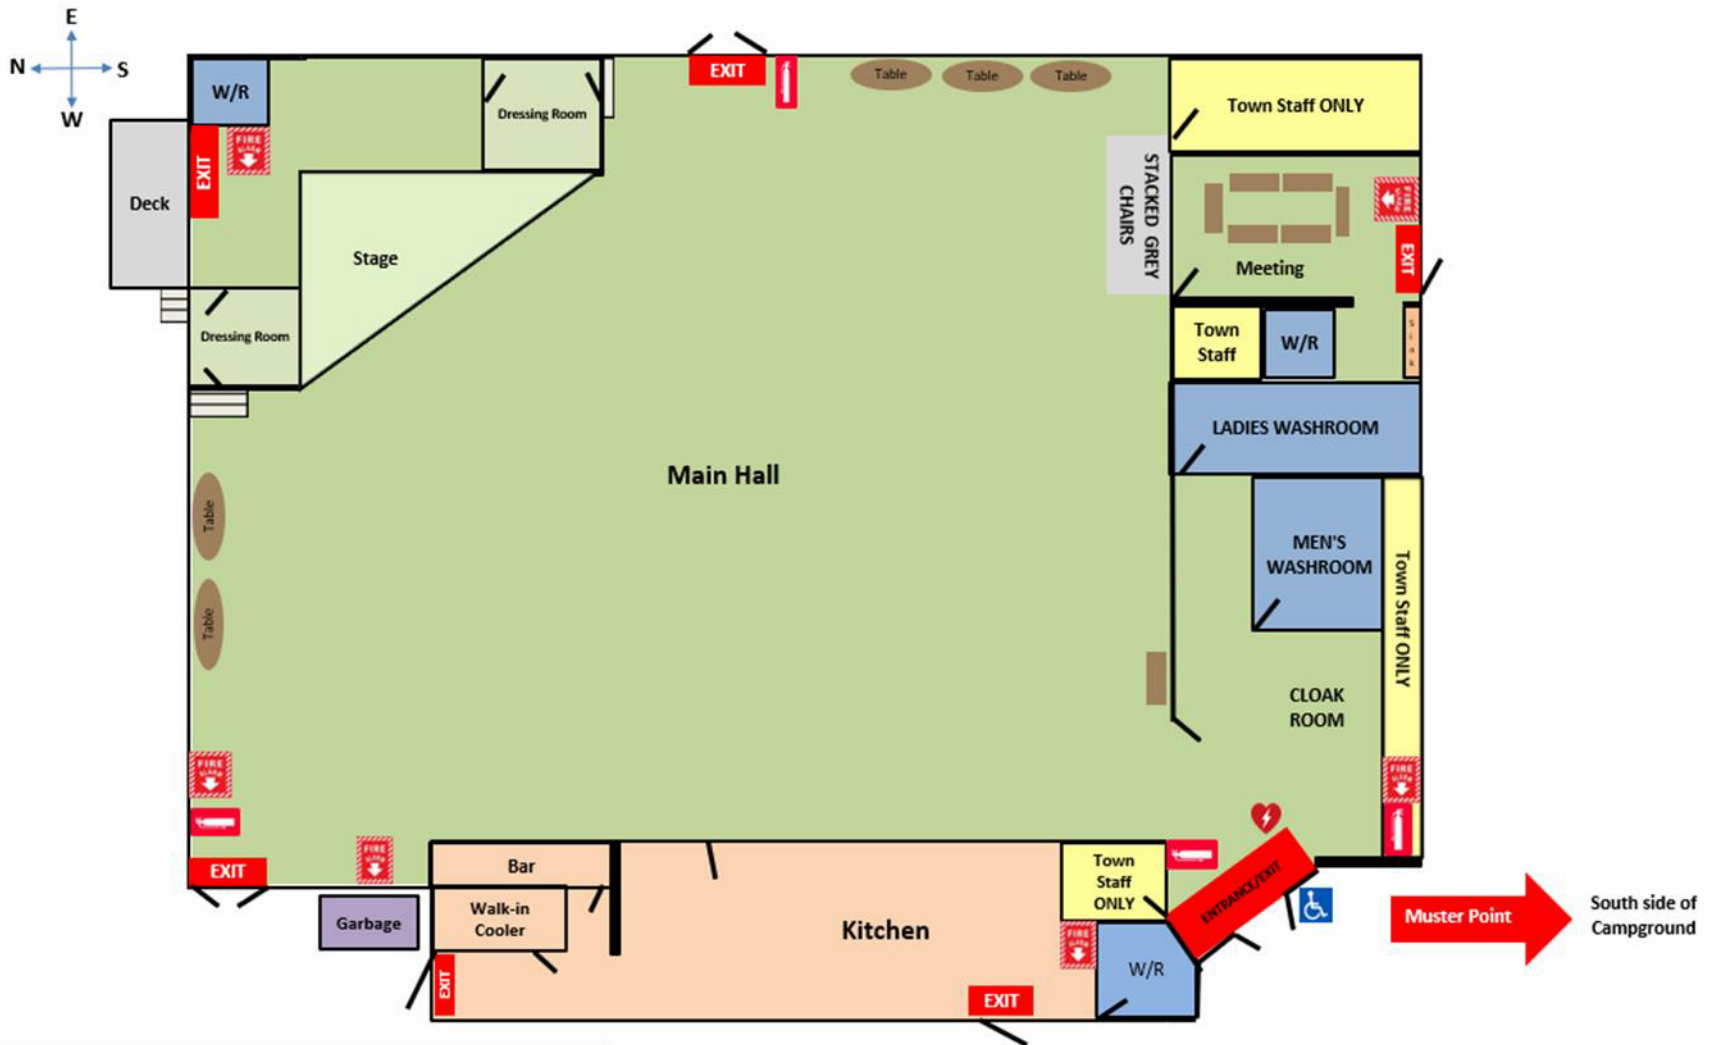 E
N
S
W
W/R
EXIT
FIRE
ALARM
Deck
Dressing Room
Stage
Dressing Room
EXIT
Table
Table
Table
STACKED GREY
CHAIRS
Town Staff ONLY
FIRE
ALARM
EXIT
Meeting
Town
Staff
W/R
SINK
LADIES WASHROOM
MEN'S
WASHROOM
Town Staff ONLY
CLOAK
ROOM
Main Hall
Table
Table
FIRE
ALARM
EXIT
FIRE
ALARM
Garbage
Bar
Walk-in
Cooler
EXIT
Kitchen
EXIT
Town
Staff
ONLY
FIRE
ALARM
W/R
ENTRANCE/EXIT
FIRE
ALARM
Muster Point
South side of
Campground